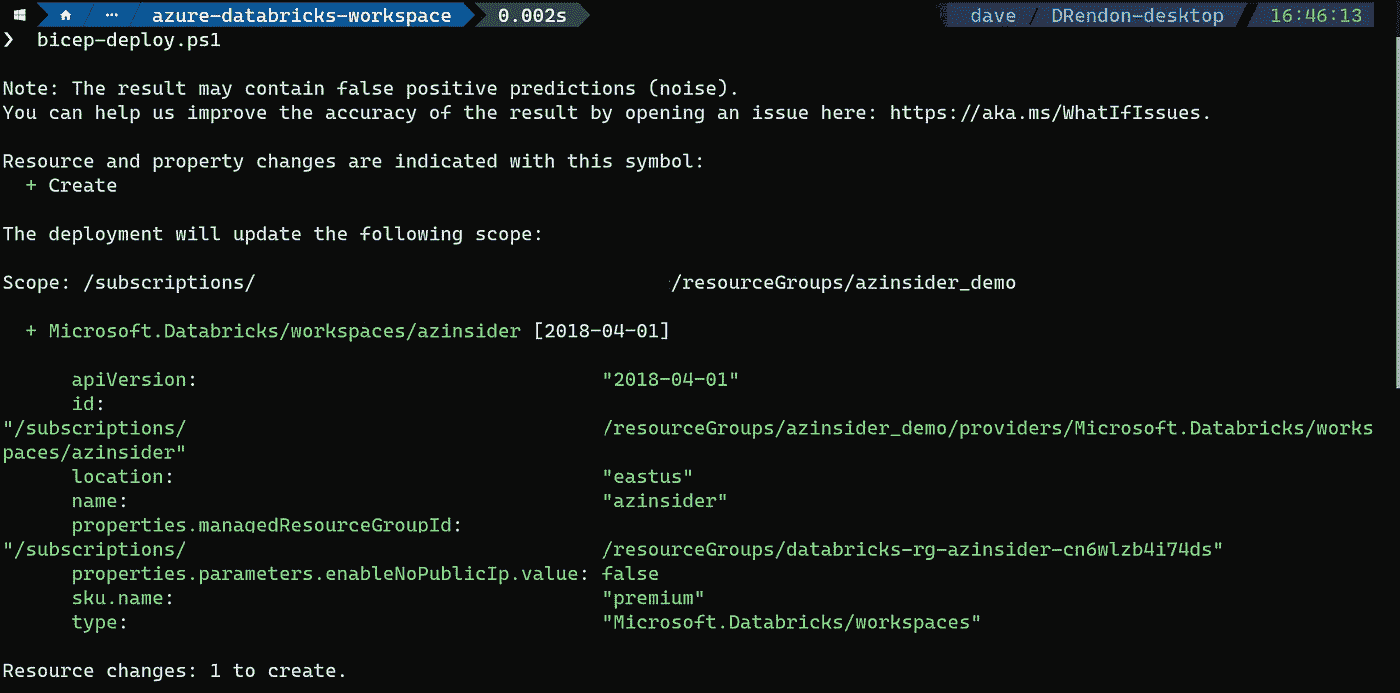 azure-databricks-workspace 0.002s dave / DRendon-desktop 16:46:13
❯ bicep-deploy.ps1
Note: The result may contain false positive predictions (noise).
You can help us improve the accuracy of the result by opening an issue here: https://aka.ms/WhatIfIssues.
Resource and property changes are indicated with this symbol:
+ Create
The deployment will update the following scope:
Scope: /subscriptions/ /resourceGroups/azinsider_demo
+ Microsoft.Databricks/workspaces/azinsider [2018-04-01]
apiVersion: "2018-04-01"
id:
"/subscriptions/ /resourceGroups/azinsider_demo/providers/Microsoft.Databricks/works
paces/azinsider"
location: "eastus"
name: "azinsider"
properties.managedResourceGroupId:
"/subscriptions/ /resourceGroups/databricks-rg-azinsider-cn6wlzb4i74ds"
properties.parameters.enableNoPublicIp.value: false
sku.name: "premium"
type: "Microsoft.Databricks/workspaces"
Resource changes: 1 to create.